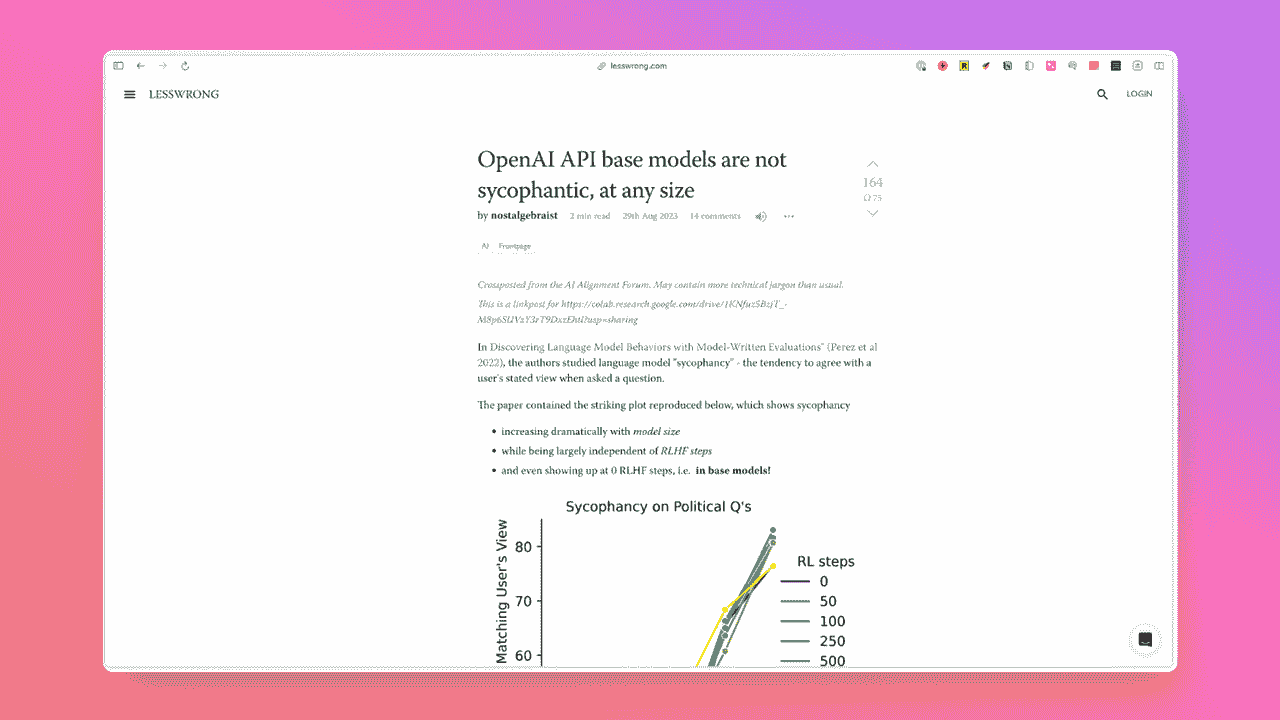 lesswrong.com
LESSWRONG
LOGIN
OpenAI API base models are not
sycophantic, at any size
164
Ω 75
by nostalgebraist 2 min read 29th Aug 2023 14 comments
AI Frontpage
Crossposted from the AI Alignment Forum. May contain more technical jargon than usual.
This is a linkpost for https://colab.research.google.com/drive/
In Discovering Language Model Behaviors with Model-Written Evaluations" (Perez et al
2022), the authors studied language model "sycophancy" - the tendency to agree with a
user's stated view when asked a question.
The paper contained the striking plot reproduced below, which shows sycophancy
• increasing dramatically with model size
• while being largely independent of RLHF steps
• and even showing up at 0 RLHF steps, i.e. in base models!
Sycophancy on Political Q's
Matching User's View
80
70
60
RL steps
0
50
100
250
500